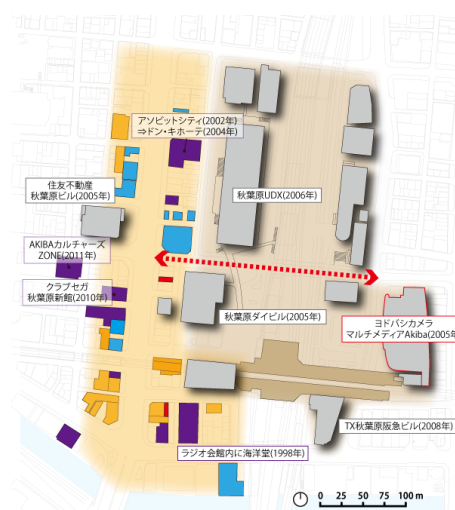 アソビットシティ(2002年)
⇒ドン・キホーテ(2004年)
住友不動産
秋葉原ビル(2005年)
秋葉原UDX(2006年)
AKIBAカルチャーズ
ZONE(2011年)
クラブセガ
秋葉原新館(2010年)
秋葉原ダイビル(2005年)
ヨドバシカメラ
マルチメディアAkiba(2005年
TX秋葉原阪急ビル(2008年)
ラジオ会館内に海洋堂(1998年)
0 25 50 75 100 m